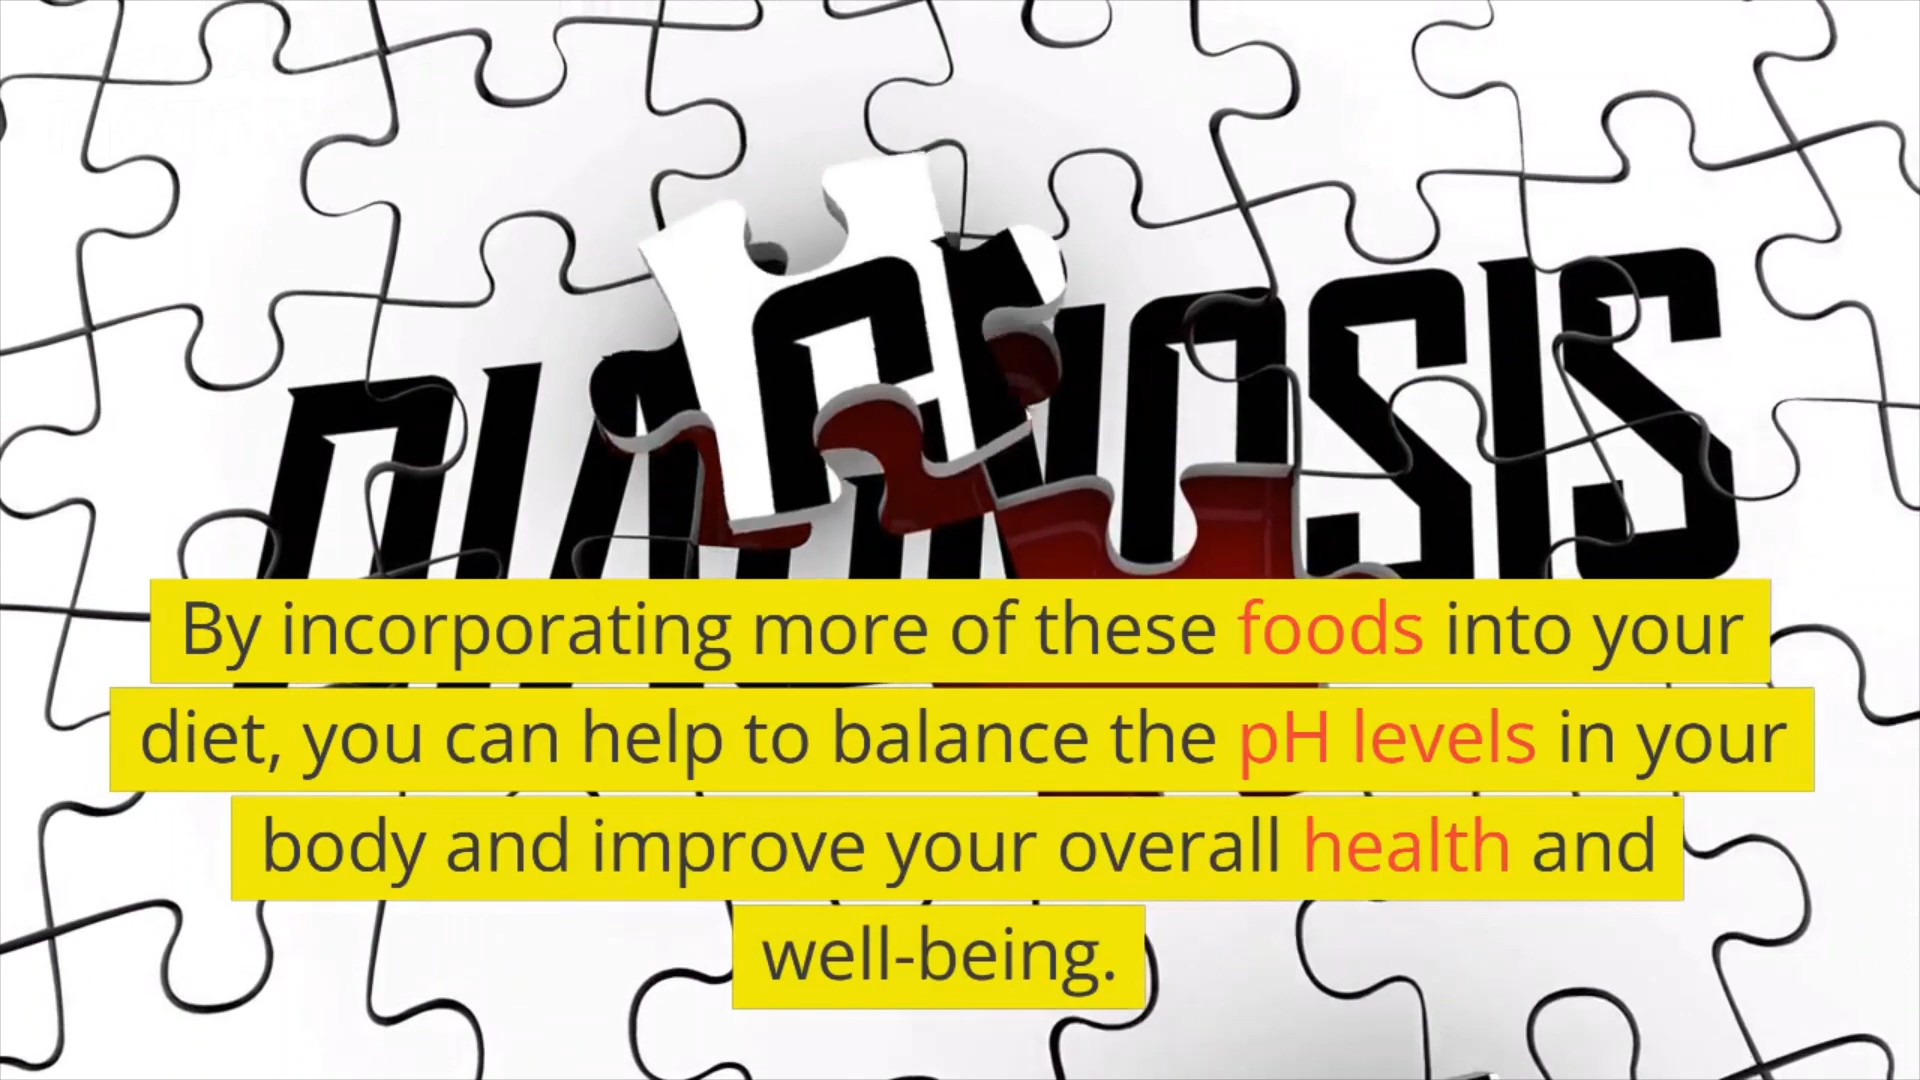 DIAGNOSIS
By incorporating more of these foods into your
diet, you can help to balance the pH levels in your
body and improve your overall health and
well-being.